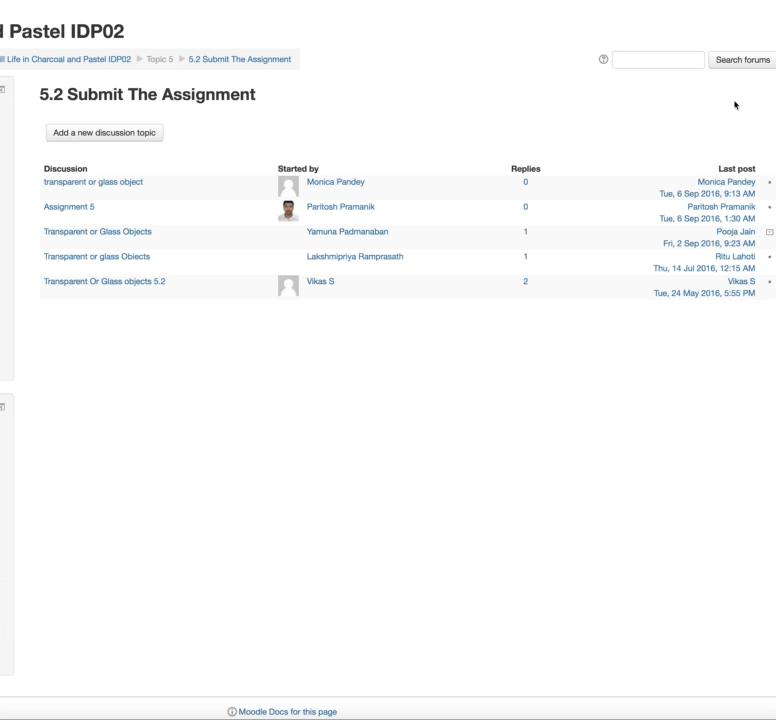 d Pastel IDP02
ll Life in Charcoal and Pastel IDP02 ▶ Topic 5 ▶ 5.2 Submit The Assignment
Search forums
5.2 Submit The Assignment
Add a new discussion topic
Discussion Started by Replies Last post
transparent or glass object Monica Pandey 0 Monica Pandey
Tue, 6 Sep 2016, 9:13 AM
Assignment 5 Paritosh Pramanik 0 Paritosh Pramanik
Tue, 6 Sep 2016, 1:30 AM
Transparent or Glass Objects Yamuna Padmanaban 1 Pooja Jain
Fri, 2 Sep 2016, 9:23 AM
Transparent or glass Obiects Lakshmipriya Ramprasath 1 Ritu Lahoti
Thu, 14 Jul 2016, 12:15 AM
Transparent Or Glass objects 5.2 Vikas S 2 Vikas S
Tue, 24 May 2016, 5:55 PM
Moodle Docs for this page